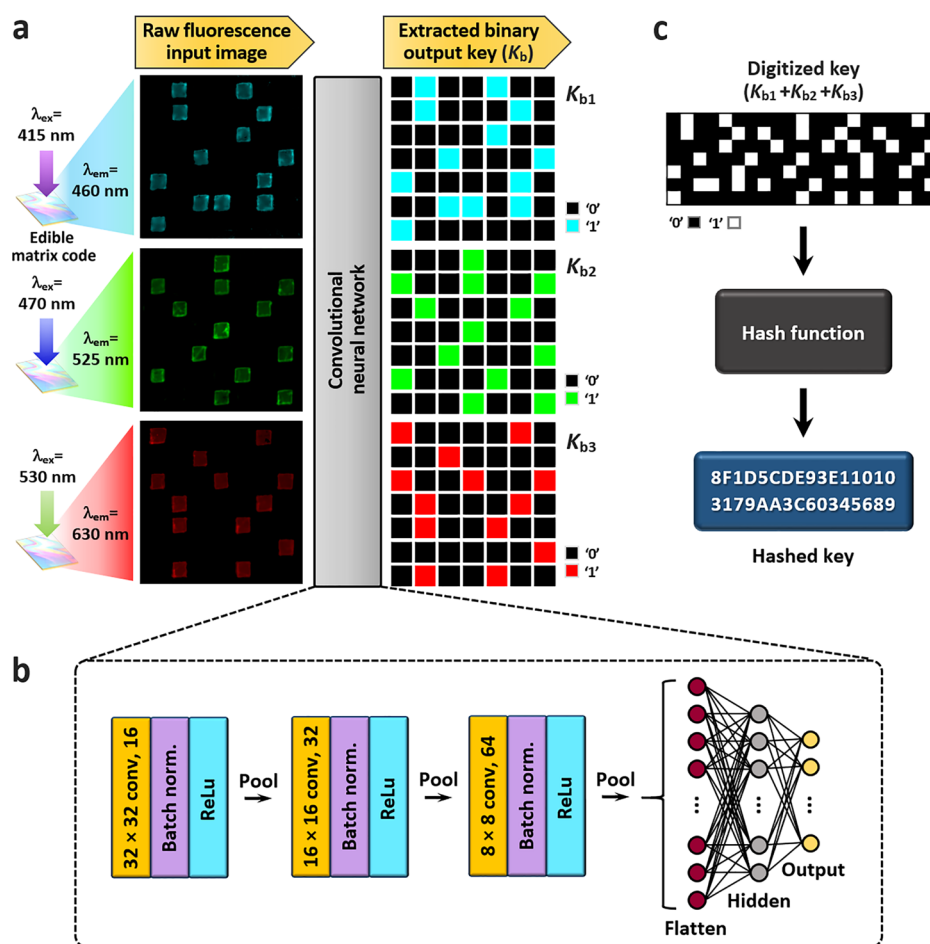 a
Raw fluorescence
input image
Extracted binary
output key (Kb)
λex=
415 nm
λem=
460 nm
Edible
matrix code
λex=
470 nm
λem=
525 nm
λex=
530 nm
λem=
630 nm
Convolutional
neural network
Kb1
'0'
'1'
Kb2
'0'
'1'
Kb3
'0'
'1'
c
Digitized key
(Kb1 +Kb2 +Kb3)
'0' '1'
Hash function
8F1D5CDE93E11010
3179AA3C60345689
Hashed key
b
32 × 32 conv, 16
Batch norm.
ReLu
Pool
16 × 16 conv, 32
Batch norm.
ReLu
Pool
8 × 8 conv, 64
Batch norm.
ReLu
Pool
Flatten
Hidden
Output